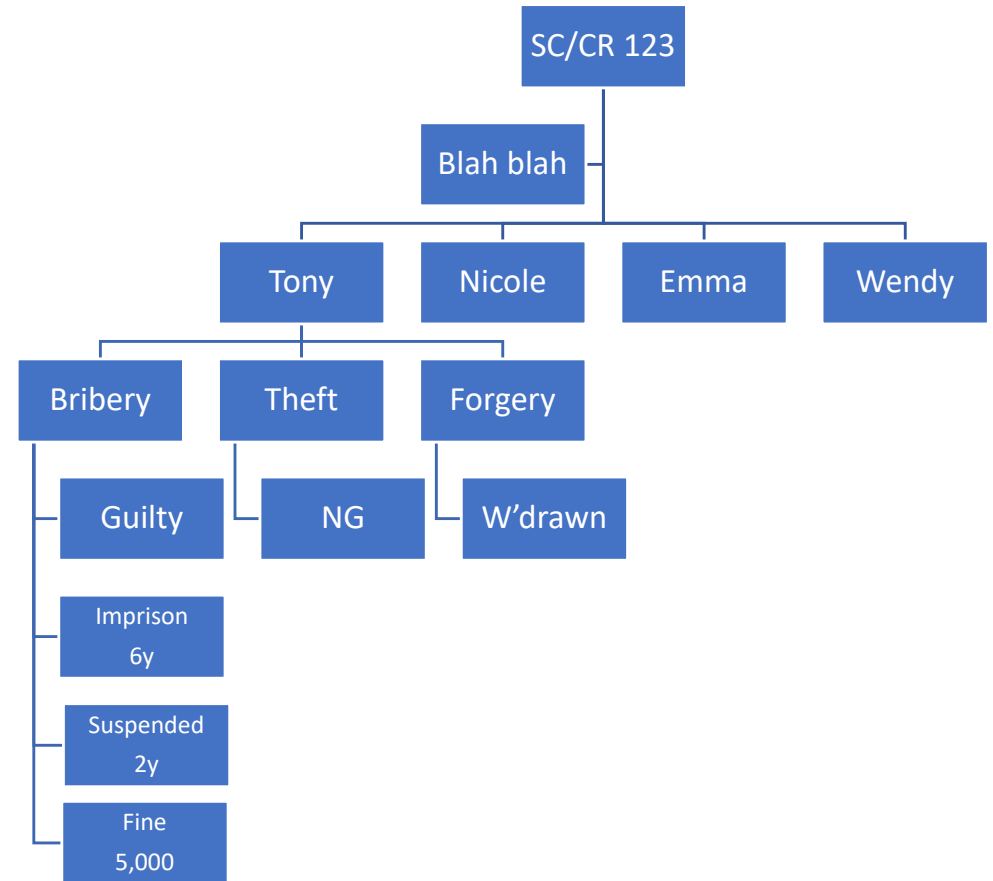 SC/CR 123
Blah blah
Tony
Nicole
Emma
Wendy
Bribery
Theft
Forgery
Guilty
NG
W’drawn
Imprison
6y
Suspended
2y
Fine
5,000